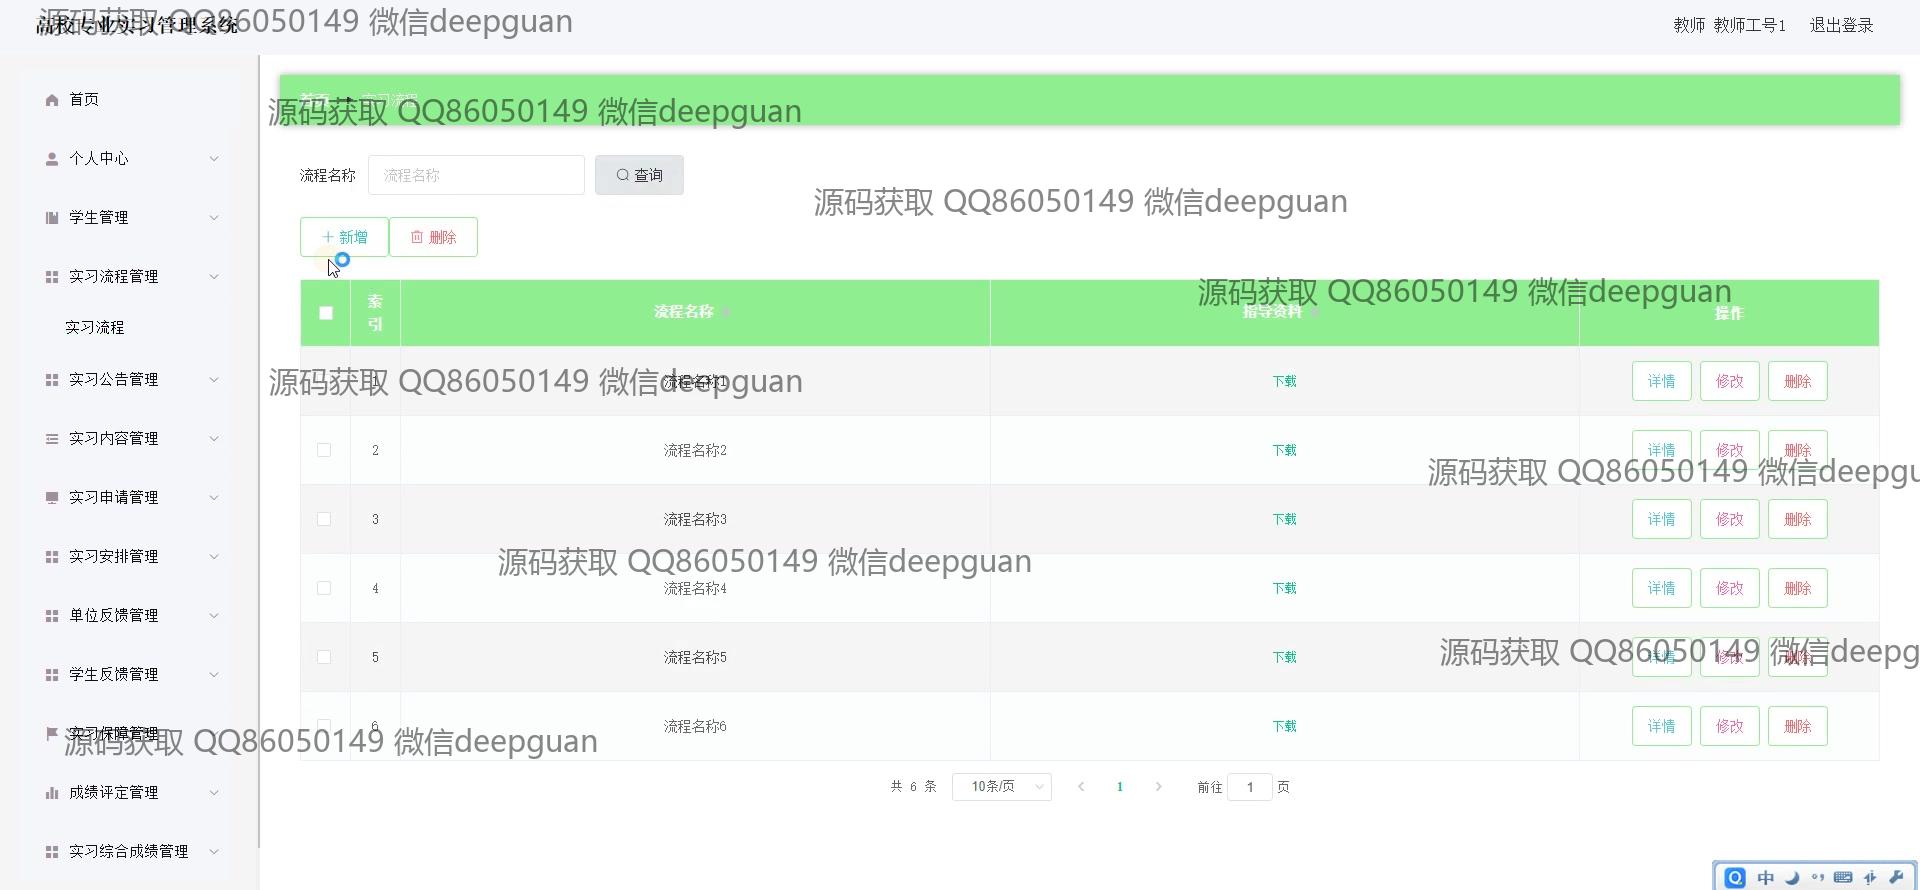 高校专业实习管理系统
源码获取 QQ86050149 微信deepguan
教师 教师工号1 退出登录
首页
个人中心
学生管理
实习流程管理
实习流程
实习公告管理
实习内容管理
实习申请管理
实习安排管理
单位反馈管理
学生反馈管理
实习保障管理
成绩评定管理
实习综合成绩管理
首页 实习流程
源码获取 QQ86050149 微信deepguan
流程名称 流程名称 查询
源码获取 QQ86050149 微信deepguan
新增 删除
源码获取 QQ86050149 微信deepguan
索引 流程名称 指导资料 操作
1 流程名称1 下载 详情 修改 删除
源码获取 QQ86050149 微信deepguan
2 流程名称2 下载 详情 修改 删除
源码获取 QQ86050149 微信deepgu
3 流程名称3 下载 详情 修改 删除
源码获取 QQ86050149 微信deepguan
4 流程名称4 下载 详情 修改 删除
5 流程名称5 下载 详情 修改 删除
源码获取 QQ86050149 微信deepg
6 流程名称6 下载 详情 修改 删除
源码获取 QQ86050149 微信deepguan
共 6 条 10条/页 1 前往 1 页
中